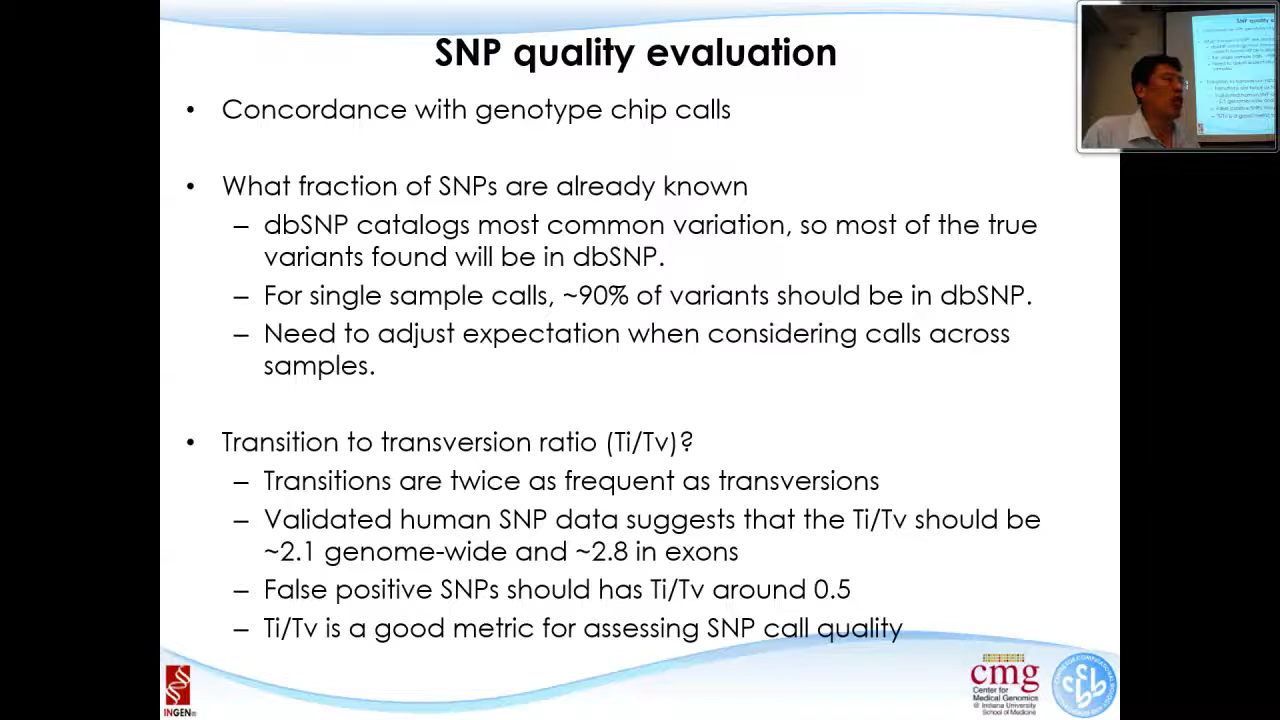 SNP quality evaluation
• Concordance with genotype chip calls
• What fraction of SNPs are already known
– dbSNP catalogs most common variation, so most of the true
variants found will be in dbSNP.
– For single sample calls, ~90% of variants should be in dbSNP.
– Need to adjust expectation when considering calls across
samples.
• Transition to transversion ratio (Ti/Tv)?
– Transitions are twice as frequent as transversions
– Validated human SNP data suggests that the Ti/Tv should be
~2.1 genome-wide and ~2.8 in exons
– False positive SNPs should has Ti/Tv around 0.5
– Ti/Tv is a good metric for assessing SNP call quality
INGEN
cmg
Center for
Medical Genomics
@ Indiana University
School of Medicine